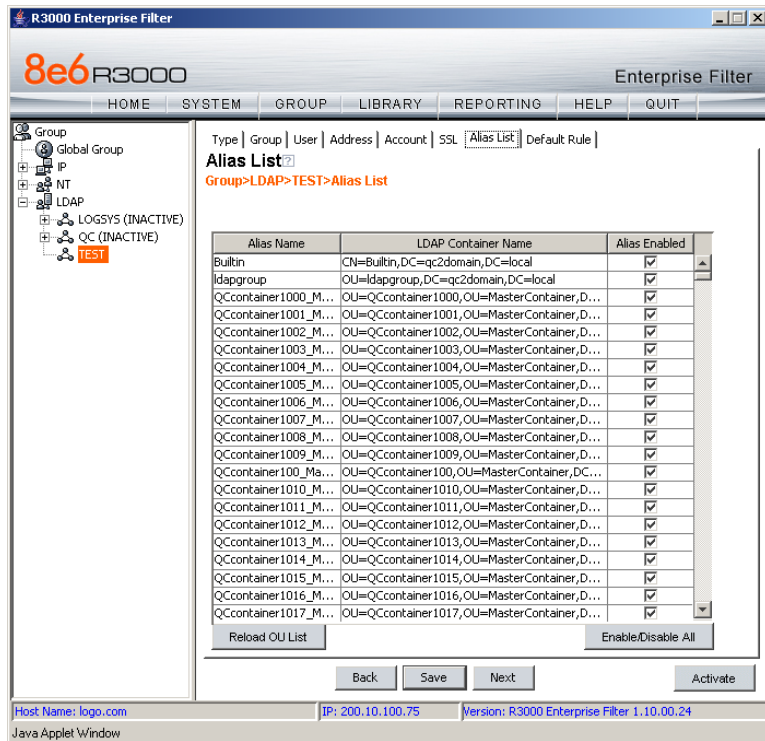 R3000 Enterprise Filter
8e6 R3000
Enterprise Filter
HOME SYSTEM GROUP LIBRARY REPORTING HELP QUIT
Group
Global Group
IP
NT
LDAP
LOGSYS (INACTIVE)
QC (INACTIVE)
TEST
Type | Group | User | Address | Account | SSL | Alias List | Default Rule |
Alias List?
Group>LDAP>TEST>Alias List
Alias Name LDAP Container Name Alias Enabled
Builtin CN=Builtin,DC=qc2domain,DC=local
ldapgroup OU=ldapgroup,DC=qc2domain,DC=local
QCcontainer1000_M... OU=QCcontainer1000,OU=MasterContainer,D...
QCcontainer1001_M... OU=QCcontainer1001,OU=MasterContainer,D...
QCcontainer1002_M... OU=QCcontainer1002,OU=MasterContainer,D...
QCcontainer1003_M... OU=QCcontainer1003,OU=MasterContainer,D...
QCcontainer1004_M... OU=QCcontainer1004,OU=MasterContainer,D...
QCcontainer1005_M... OU=QCcontainer1005,OU=MasterContainer,D...
QCcontainer1006_M... OU=QCcontainer1006,OU=MasterContainer,D...
QCcontainer1007_M... OU=QCcontainer1007,OU=MasterContainer,D...
QCcontainer1008_M... OU=QCcontainer1008,OU=MasterContainer,D...
QCcontainer1009_M... OU=QCcontainer1009,OU=MasterContainer,D...
QCcontainer100_Ma... OU=QCcontainer100,OU=MasterContainer,DC...
QCcontainer1010_M... OU=QCcontainer1010,OU=MasterContainer,D...
QCcontainer1011_M... OU=QCcontainer1011,OU=MasterContainer,D...
QCcontainer1012_M... OU=QCcontainer1012,OU=MasterContainer,D...
QCcontainer1013_M... OU=QCcontainer1013,OU=MasterContainer,D...
QCcontainer1014_M... OU=QCcontainer1014,OU=MasterContainer,D...
QCcontainer1015_M... OU=QCcontainer1015,OU=MasterContainer,D...
QCcontainer1016_M... OU=QCcontainer1016,OU=MasterContainer,D...
QCcontainer1017_M... OU=QCcontainer1017,OU=MasterContainer,D...
Reload OU List Enable/Disable All
Back Save Next Activate
Host Name: logo.com IP: 200.10.100.75 Version: R3000 Enterprise Filter 1.10.00.24
Java Applet Window